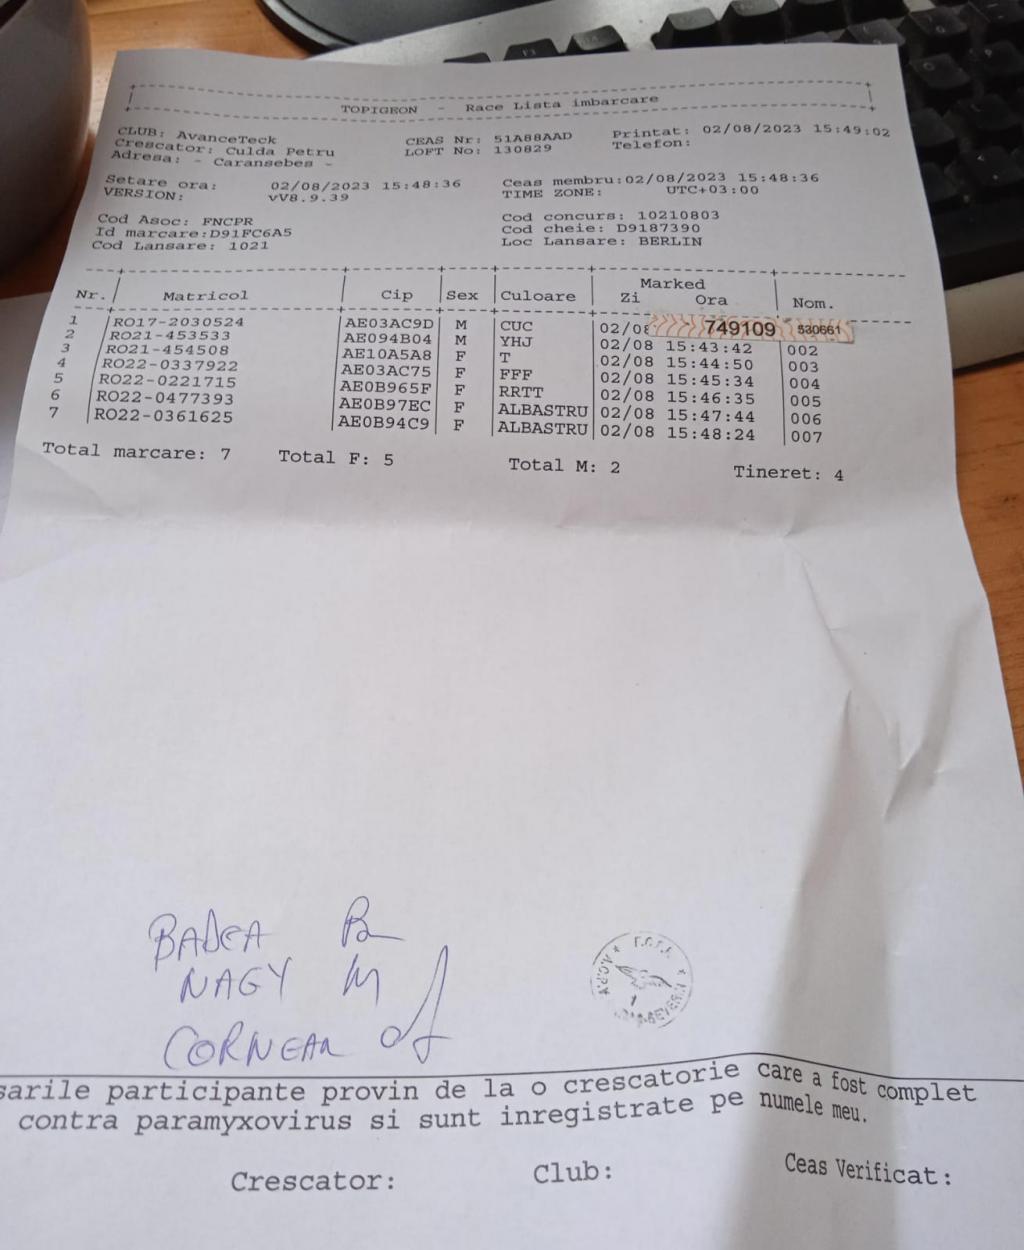 TOPIGEON - Race Lista imbarcare
CLUB: AvanceTeck CEAS Nr: 51A88AAD Printat: 02/08/2023 15:49:02
Crescator: Culda Petru LOFT No: 130829 Telefon:
Adresa: - Caransebes -
Setare ora: 02/08/2023 15:48:36 Ceas membru:02/08/2023 15:48:36
VERSION: vV8.9.39 TIME ZONE: UTC+03:00
Cod Asoc: FNCPR Cod concurs: 10210803
Id marcare:D91FC6A5 Cod cheie: D9187390
Cod Lansare: 1021 Loc Lansare: BERLIN
Marked
Nr. Matricol Cip Sex Culoare Zi Ora Nom.
1 RO17-2030524 AE03AC9D M CUC 02/08 749109 530661
2 RO21-453533 AE094B04 M YHJ 02/08 15:43:42 002
3 RO21-454508 AE10A5A8 F T 02/08 15:44:50 003
4 RO22-0337922 AE03AC75 F FFF 02/08 15:45:34 004
5 RO22-0221715 AE0B965F F RRTT 02/08 15:46:35 005
6 RO22-0477393 AE0B97EC F ALBASTRU 02/08 15:47:44 006
7 RO22-0361625 AE0B94C9 F ALBASTRU 02/08 15:48:24 007
Total marcare: 7 Total F: 5 Total M: 2 Tineret: 4
BADEA
NAGY
CORNEAN
sarile participante provin de la o crescatorie care a fost complet
contra paramyxovirus si sunt inregistrate pe numele meu.
Crescator: Club: Ceas Verificat: